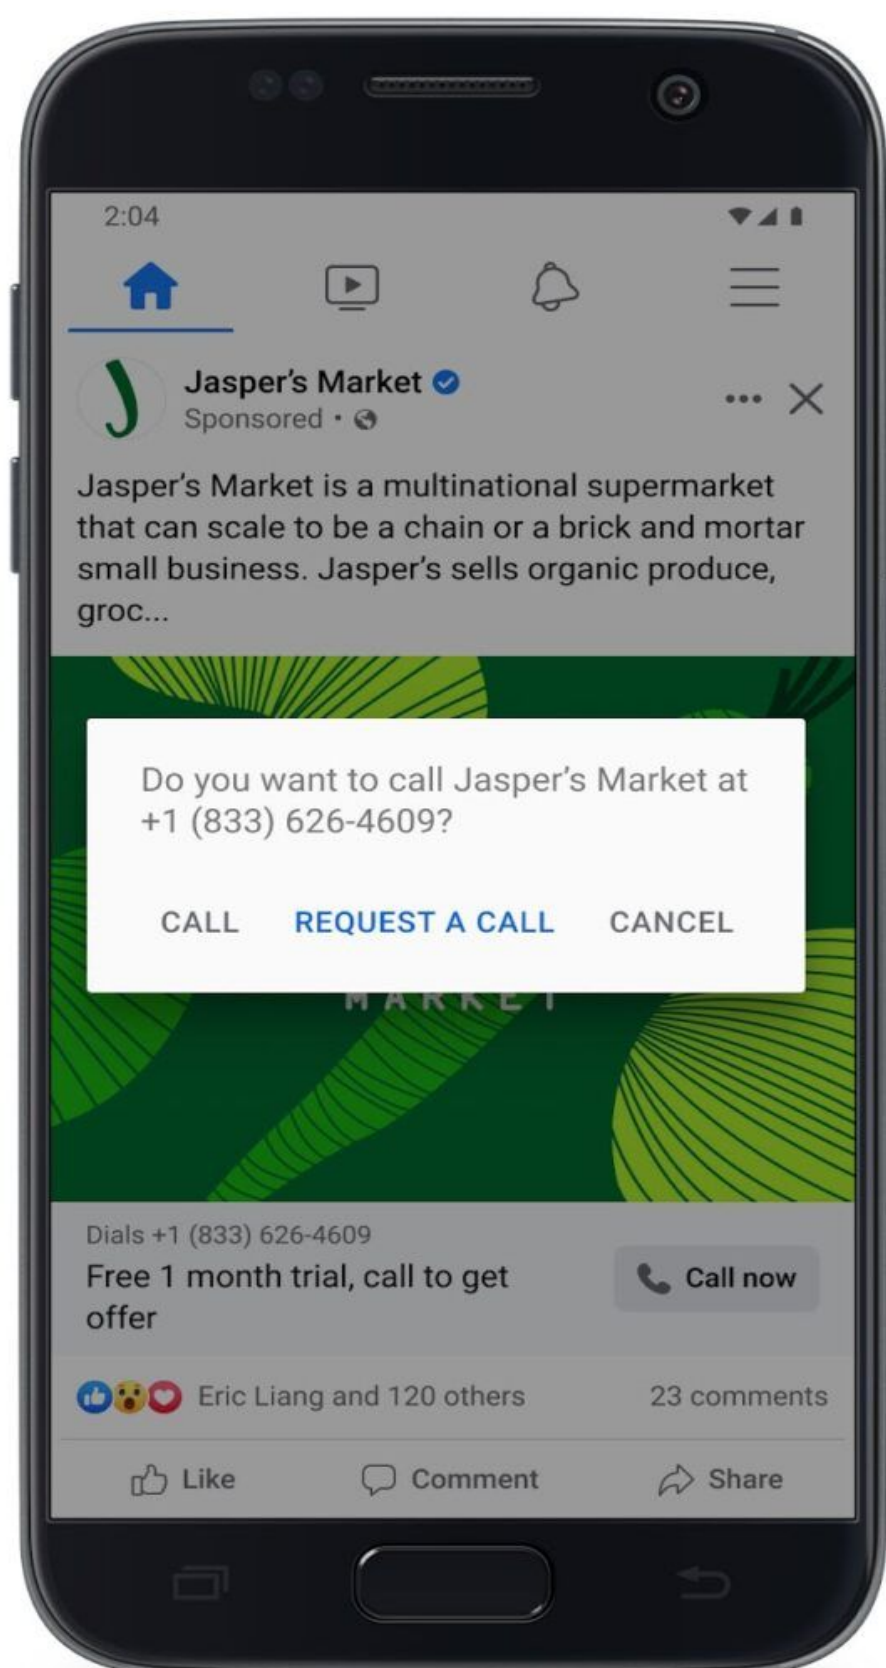 2:04
Jasper's Market
Sponsored •
Jasper's Market is a multinational supermarket
that can scale to be a chain or a brick and mortar
small business. Jasper's sells organic produce,
groc...
Do you want to call Jasper's Market at
+1 (833) 626-4609?
CALL REQUEST A CALL CANCEL
MARKET
Dials +1 (833) 626-4609
Free 1 month trial, call to get
offer
Call now
Eric Liang and 120 others 23 comments
Like Comment Share